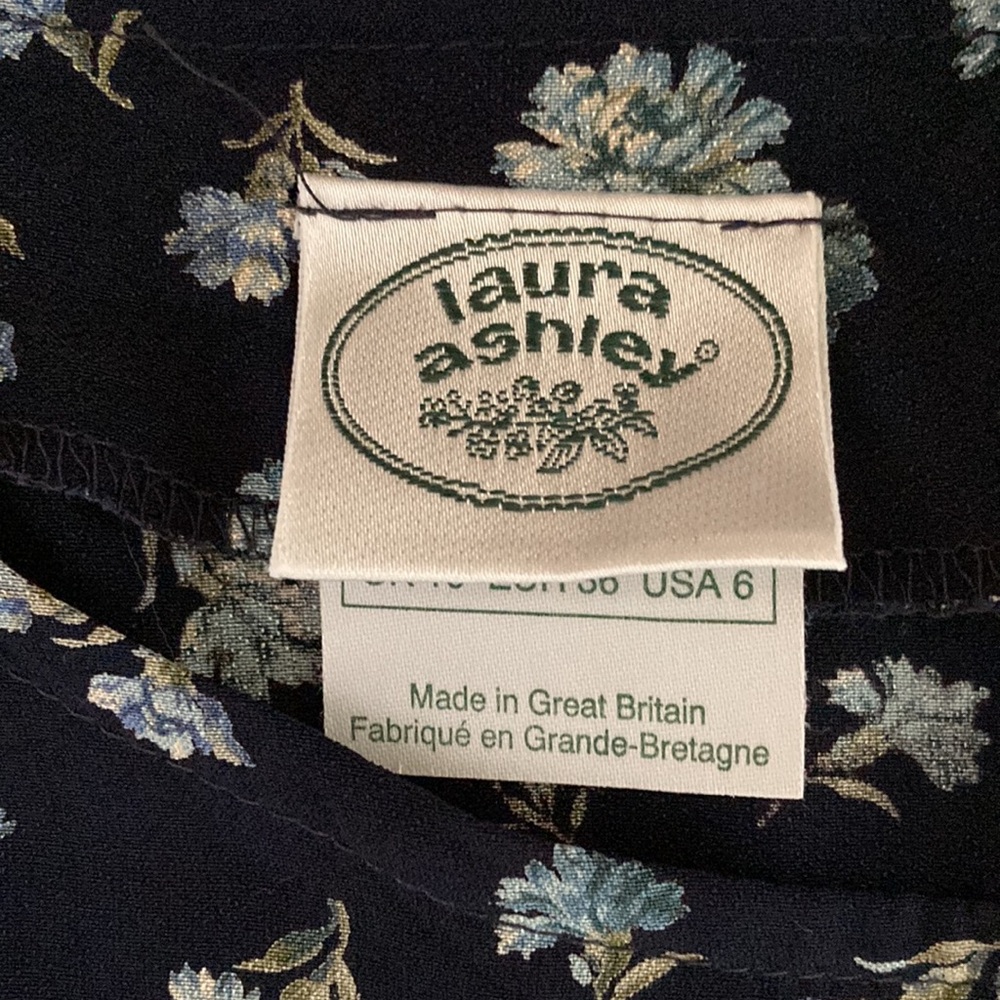 laura
ashley®
USA 6
Made in Great Britain
Fabriqué en Grande-Bretagne